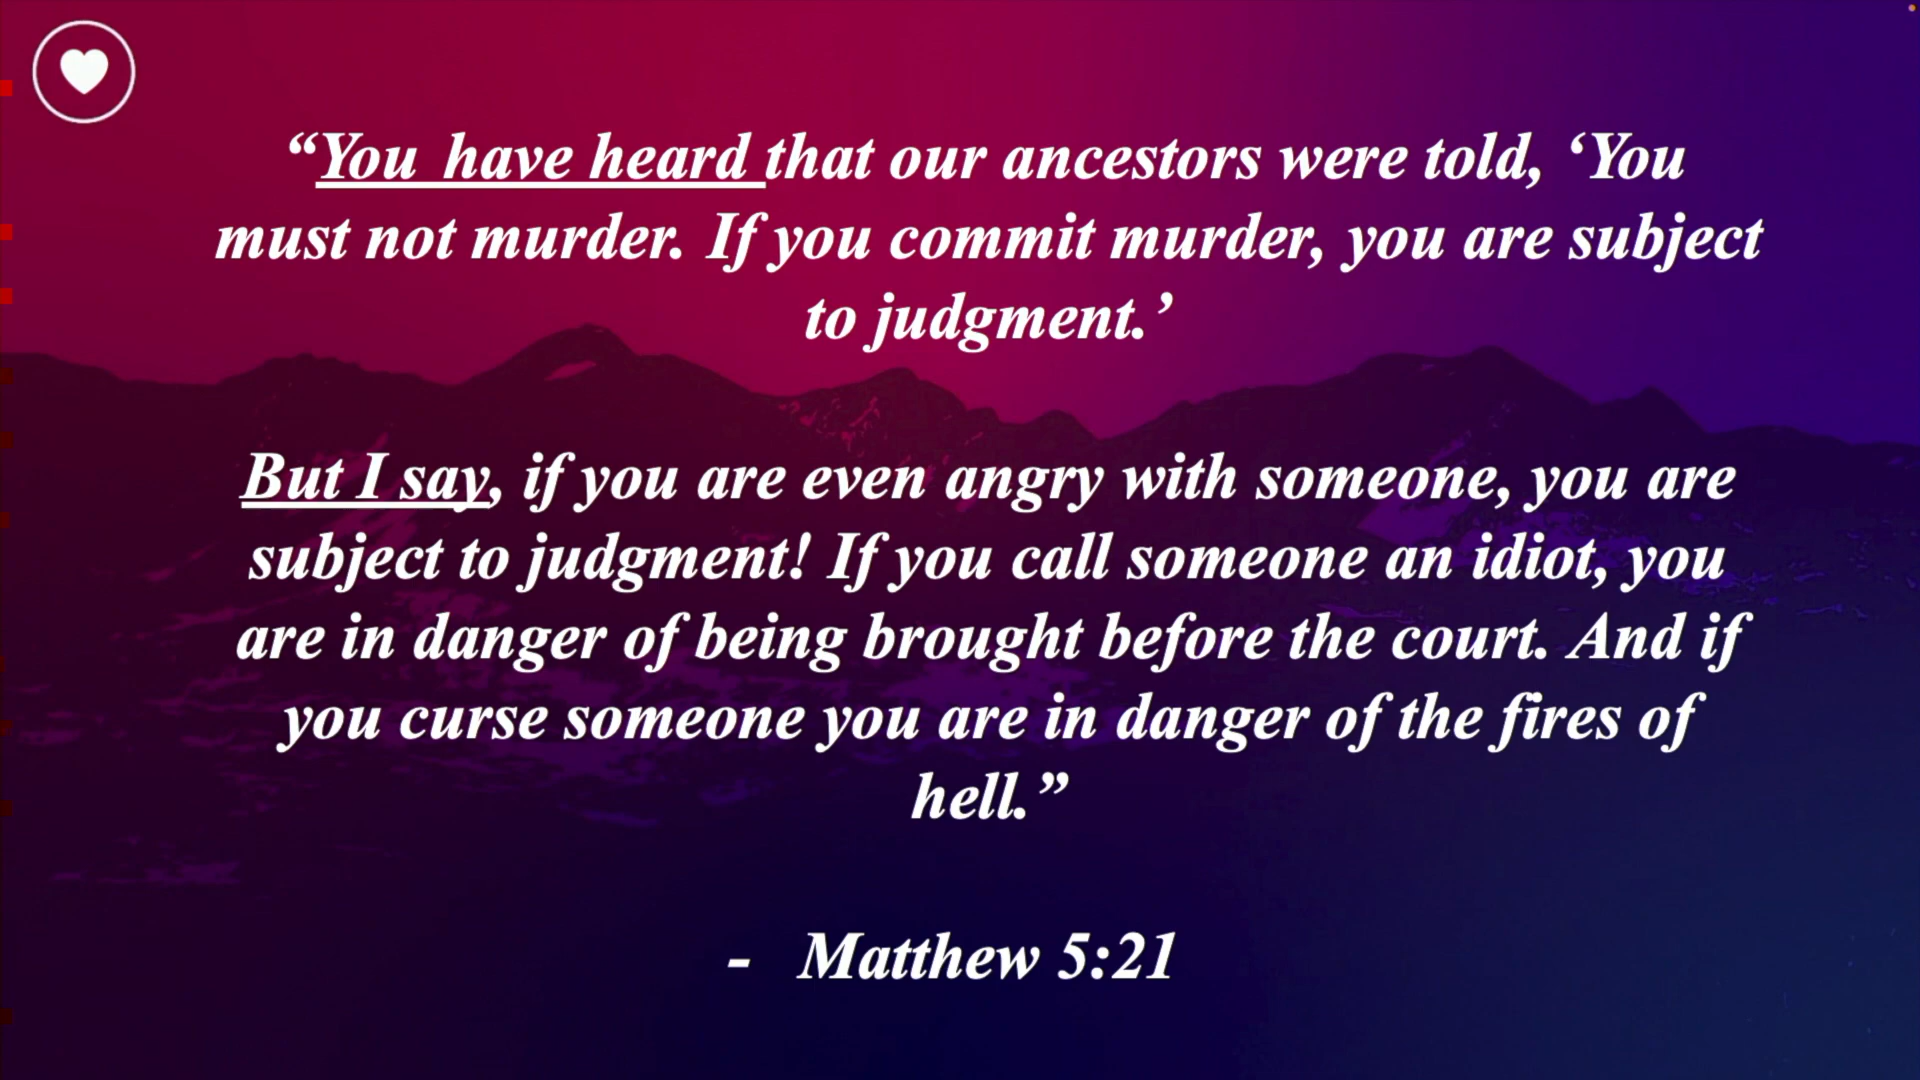 “You have heard that our ancestors were told, ‘You
must not murder. If you commit murder, you are subject
to judgment.’
But I say, if you are even angry with someone, you are
subject to judgment! If you call someone an idiot, you
are in danger of being brought before the court. And if
you curse someone you are in danger of the fires of
hell.”
- Matthew 5:21